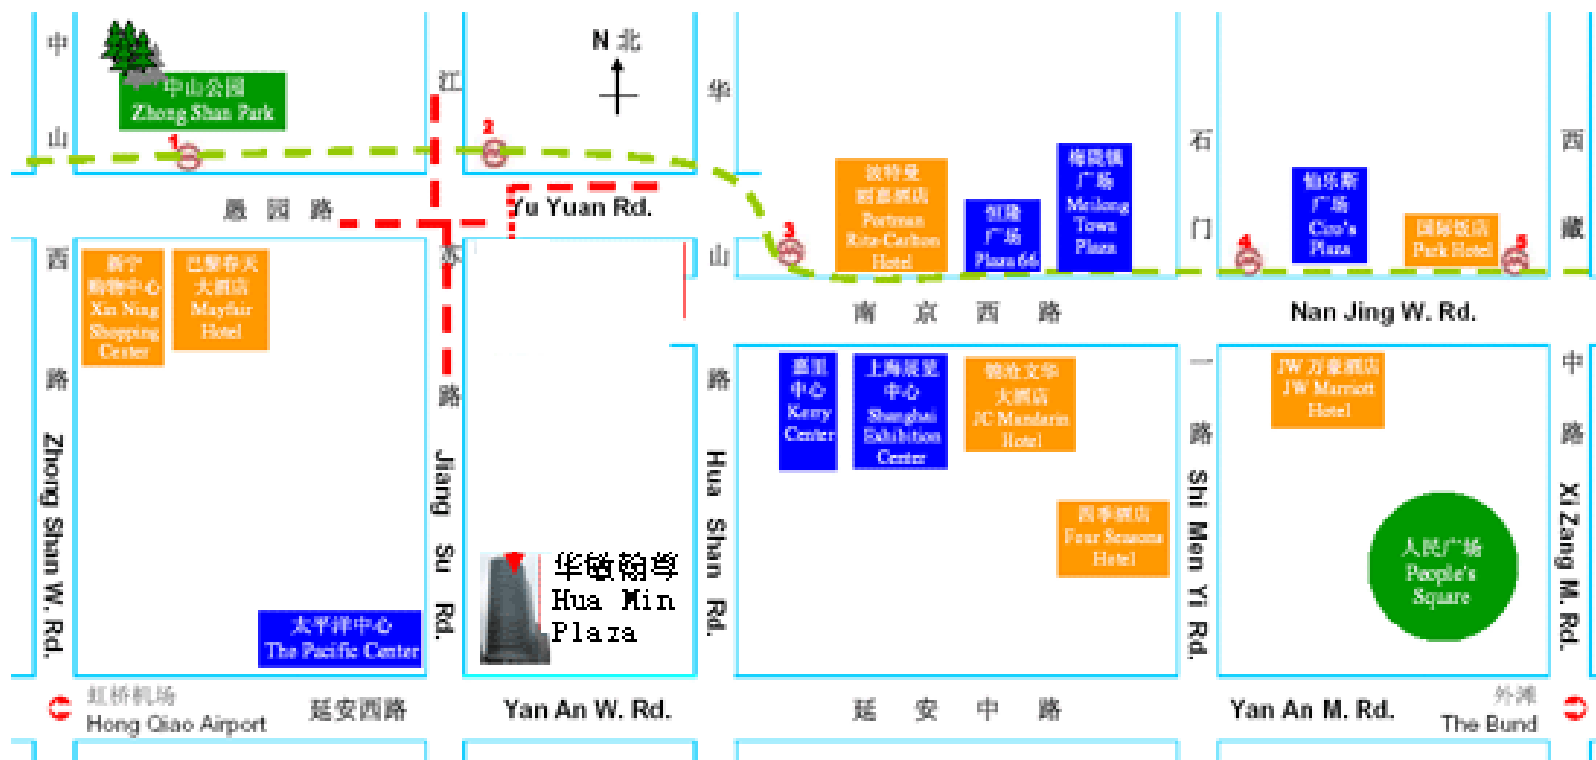 N 北
中山公园
Zhong Shan Park
1
2
3
4
5
中
山
西
路
Zhong Shan W. Rd.
江
苏
路
Jiang Su Rd.
华
山
路
Hua Shan Rd.
石
门
一
路
Shi Men Yi Rd.
西
藏
中
路
Xi Zang M. Rd.
愚 园 路
Yu Yuan Rd.
波特曼
丽嘉酒店
Portman
Ritz-Carlton
Hotel
恒隆
广场
Plaza 66
梅陇镇
广场
Meilong
Town
Plaza
仙乐斯
广场
Ciro's
Plaza
国际饭店
Park Hotel
新宁
购物中心
Xin Ning
Shopping
Center
巴黎春天
大酒店
Mayfair
Hotel
南 京 西 路
Nan Jing W. Rd.
嘉里
中心
Kerry
Center
上海展览
中心
Shanghai
Exhibition
Center
锦沧文华
大酒店
JC Mandarin
Hotel
JW 万豪酒店
JW Marriott
Hotel
四季酒店
Four Seasons
Hotel
人民广场
People's
Square
华敏翰尊
Hua Min
Plaza
太平洋中心
The Pacific Center
虹桥机场
Hong Qiao Airport
延安西路
Yan An W. Rd.
延 安 中 路
Yan An M. Rd.
外滩
The Bund